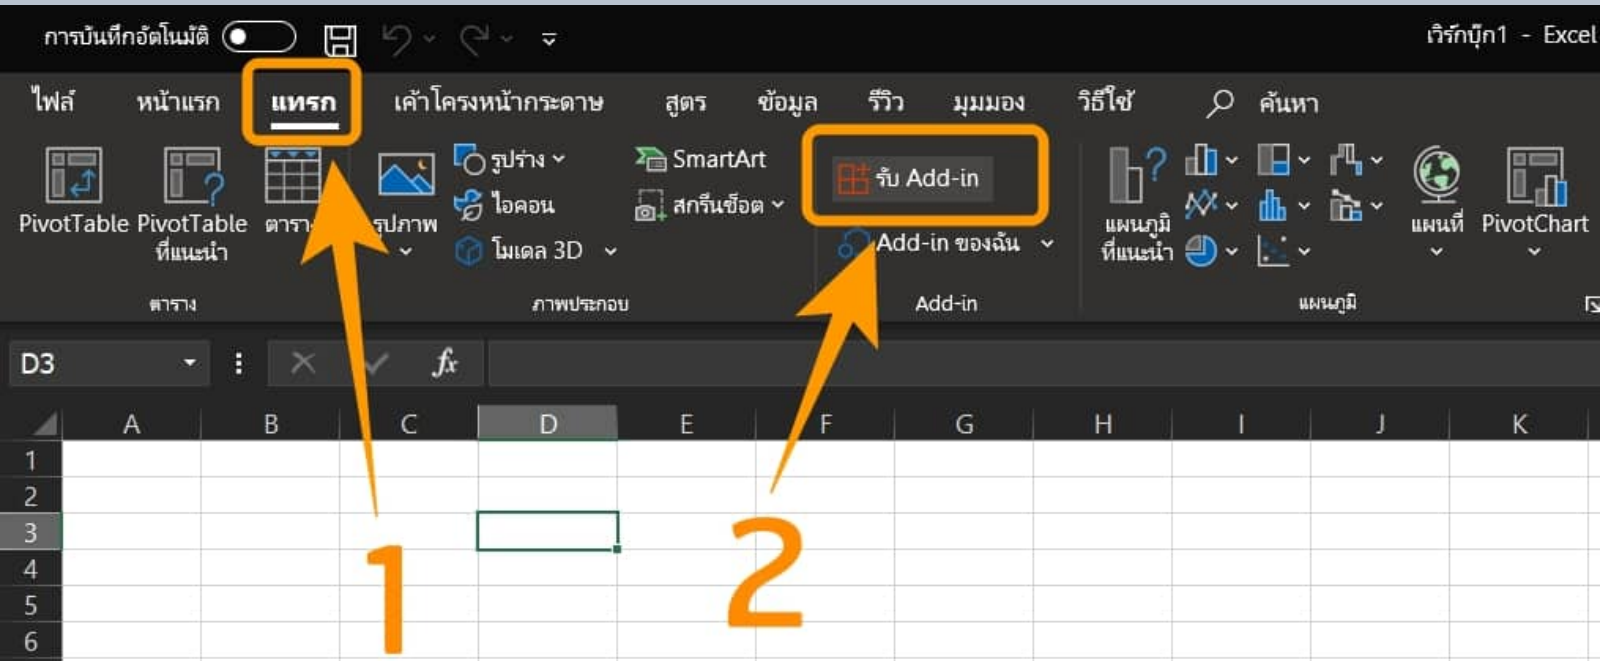 การบันทึกอัตโนมัติ
เวิร์กบุ๊ก1 - Excel
ไฟล์ หน้าแรก แทรก เค้าโครงหน้ากระดาษ สูตร ข้อมูล รีวิว มุมมอง วิธีใช้ ค้นหา
PivotTable
PivotTable
ที่แนะนำ
ตาราง
รูปภาพ
รูปร่าง
ไอคอน
โมเดล 3D
SmartArt
สกรีนช็อต
รับ Add-in
Add-in ของฉัน
แผนภูมิ
ที่แนะนำ
แผนที่
PivotChart
ตาราง ภาพประกอบ Add-in แผนภูมิ
D3 fx
A B C D E F G H I J K
1
2
3
4
5
6
1
2